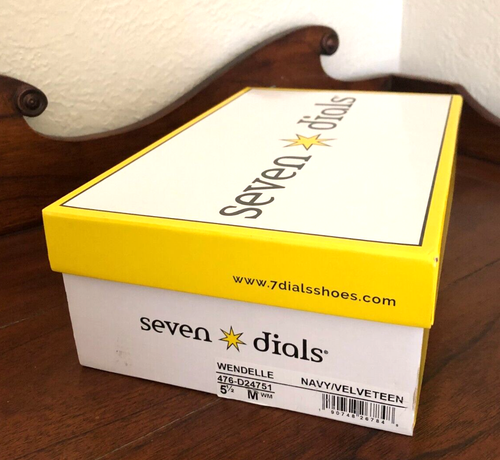 seven dials
www.7dialsshoes.com
seven dials®
WENDELLE NAVY/VELVETEEN
476-D24751
5½ M WM